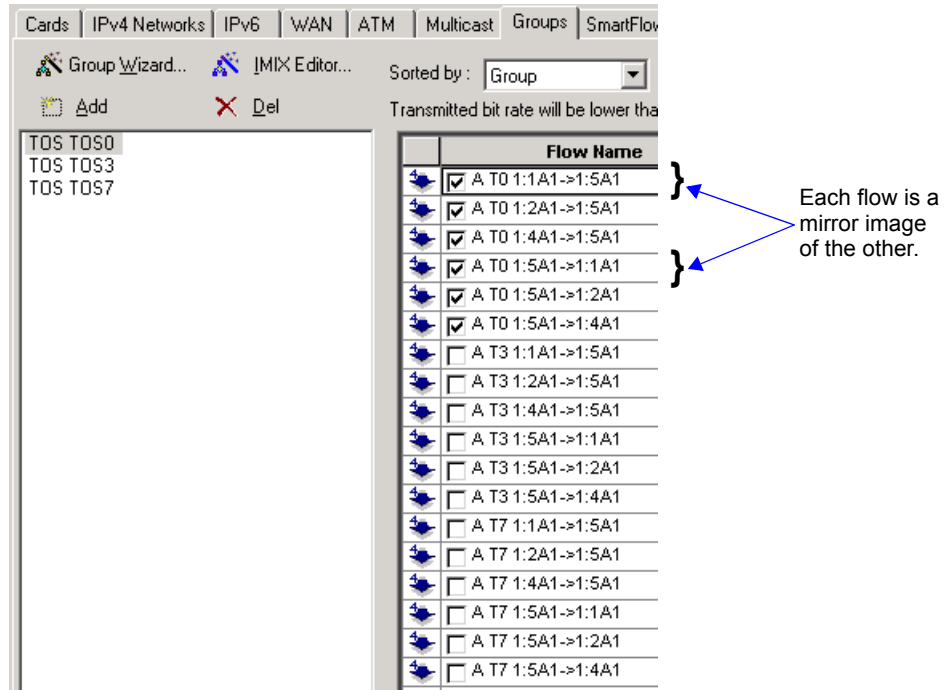 Cards IPv4 Networks IPv6 WAN ATM Multicast Groups SmartFlow
Group Wizard... IMIX Editor... Sorted by : Group
Add Del Transmitted bit rate will be lower tha
TOS TOS0
TOS TOS3
TOS TOS7
Flow Name
A T0 1:1A1->1:5A1
A T0 1:2A1->1:5A1
A T0 1:4A1->1:5A1
A T0 1:5A1->1:1A1
A T0 1:5A1->1:2A1
A T0 1:5A1->1:4A1
A T3 1:1A1->1:5A1
A T3 1:2A1->1:5A1
A T3 1:4A1->1:5A1
A T3 1:5A1->1:1A1
A T3 1:5A1->1:2A1
A T3 1:5A1->1:4A1
A T7 1:1A1->1:5A1
A T7 1:2A1->1:5A1
A T7 1:4A1->1:5A1
A T7 1:5A1->1:1A1
A T7 1:5A1->1:2A1
A T7 1:5A1->1:4A1
}
}
Each flow is a
mirror image
of the other.